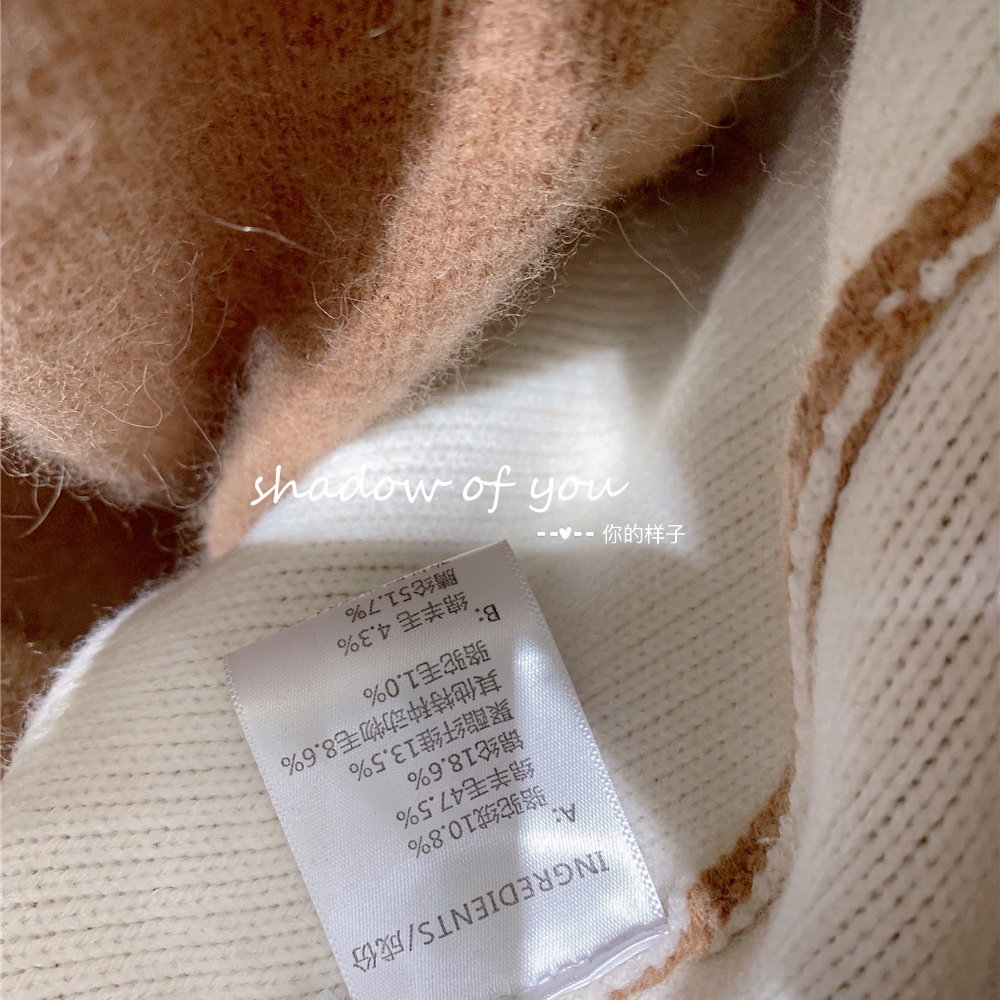 shadow of you
--♥-- 你的样子
INGREDIENTS/成份
A:
骆驼绒10.8%
绵羊毛47.5%
锦纶18.6%
聚酯纤维13.5%
其他特种动物毛8.6%
骆驼毛1.0%
B:
绵羊毛 4.3%
腈纶51.7%